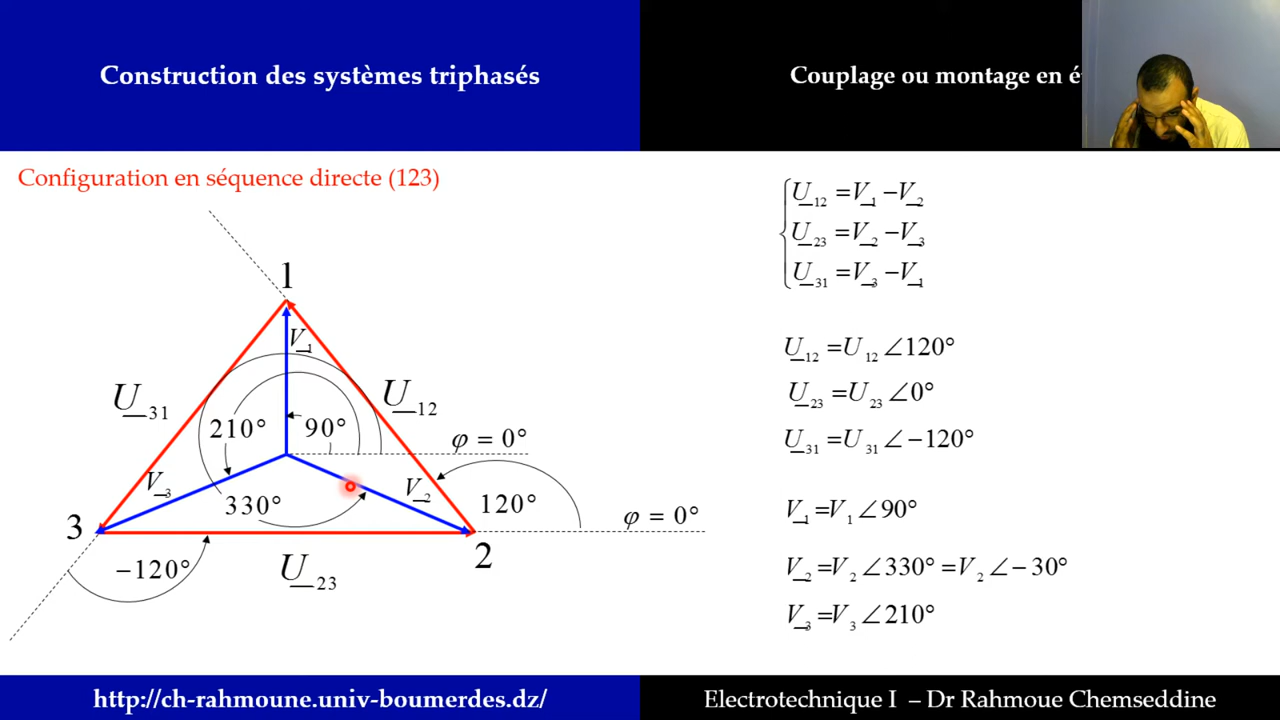 Construction des systèmes triphasés
Couplage ou montage en
Configuration en séquence directe (123)
1
V1
U31
U12
210°
90°
φ = 0°
V3
V2
330°
120°
φ = 0°
3
2
−120°
U23
U12 =V1 −V2
U23 =V2 −V3
U31 =V3 −V1
U12 =U12 ∠120°
U23 =U23 ∠0°
U31 =U31 ∠−120°
V1 =V1 ∠90°
V2 =V2 ∠330° =V2 ∠−30°
V3 =V3 ∠210°
http://ch-rahmoune.univ-boumerdes.dz/
Electrotechnique I – Dr Rahmoue Chemseddine